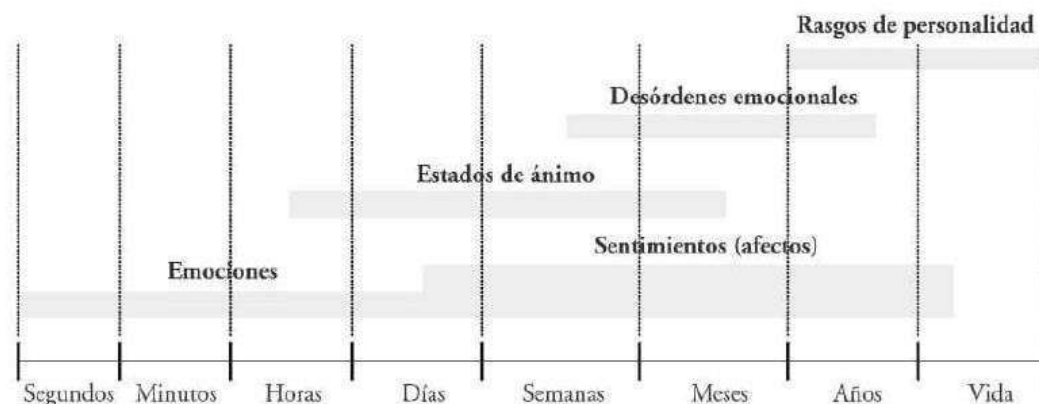 Rasgos de personalidad
Desórdenes emocionales
Estados de ánimo
Sentimientos (afectos)
Emociones
Segundos Minutos Horas Días Semanas Meses Años Vida